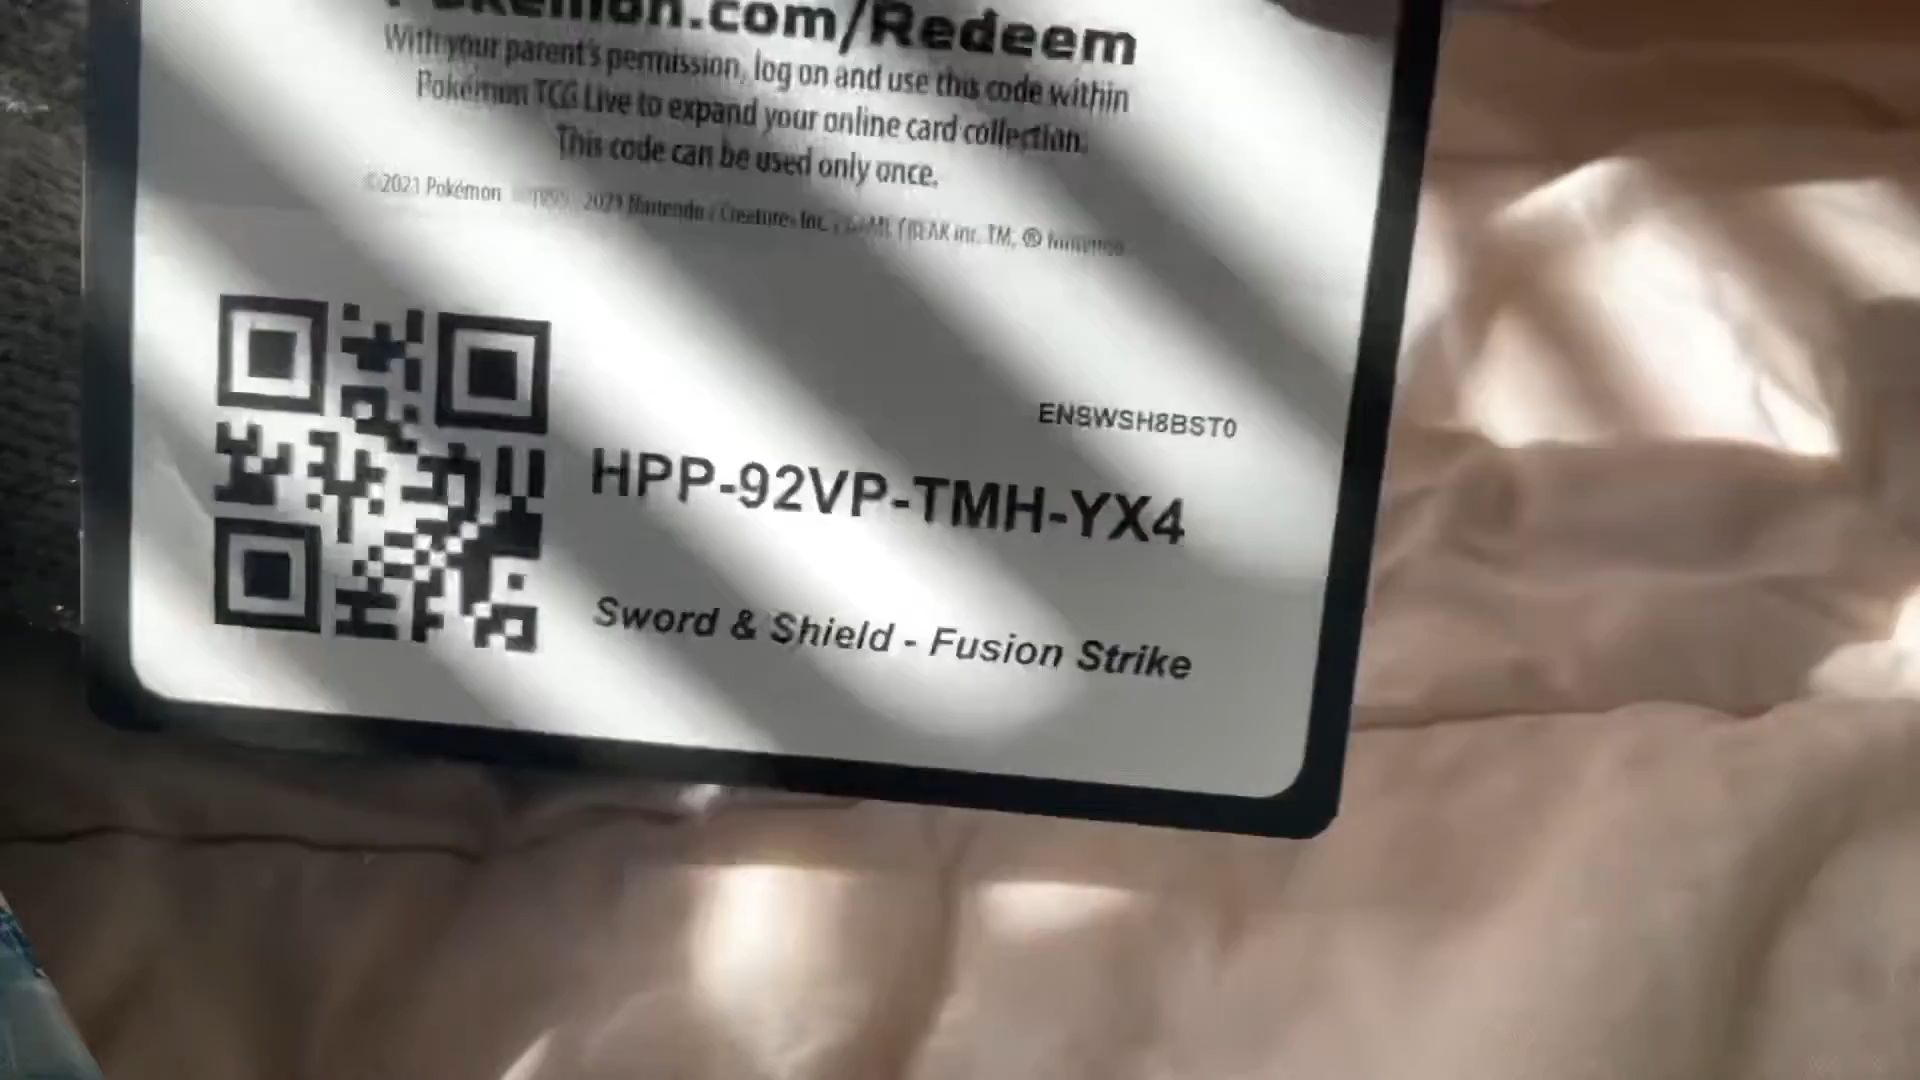 Pokémon.com/Redeem
With your parent's permission, log on and use this code within
Pokémon TCG Live to expand your online card collection.
This code can be used only once.
©2021 Pokémon 1995 2021 Nintendo / Creatures Inc. / GAME FREAK inc. TM, ® Nintendo
ENSWSH8BST0
HPP-92VP-TMH-YX4
Sword & Shield - Fusion Strike